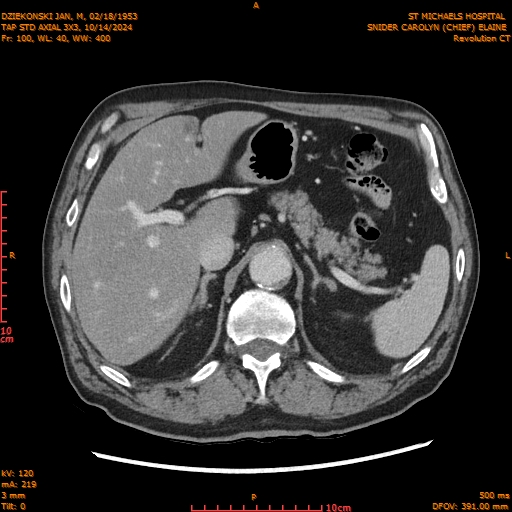 A
DZIEKONSKI JAN, M, 02/18/1953
TAP STD AXIAL 3X3, 10/14/2024
Fr: 100, WL: 40, WW: 400
ST MICHAELS HOSPITAL
SNIDER CAROLYN (CHIEF) ELAINE
Revolution CT
R
L
10
cm
kV: 120
mA: 219
3 mm
Tilt: 0
P
10cm
500 ms
DFOV: 391.00 mm